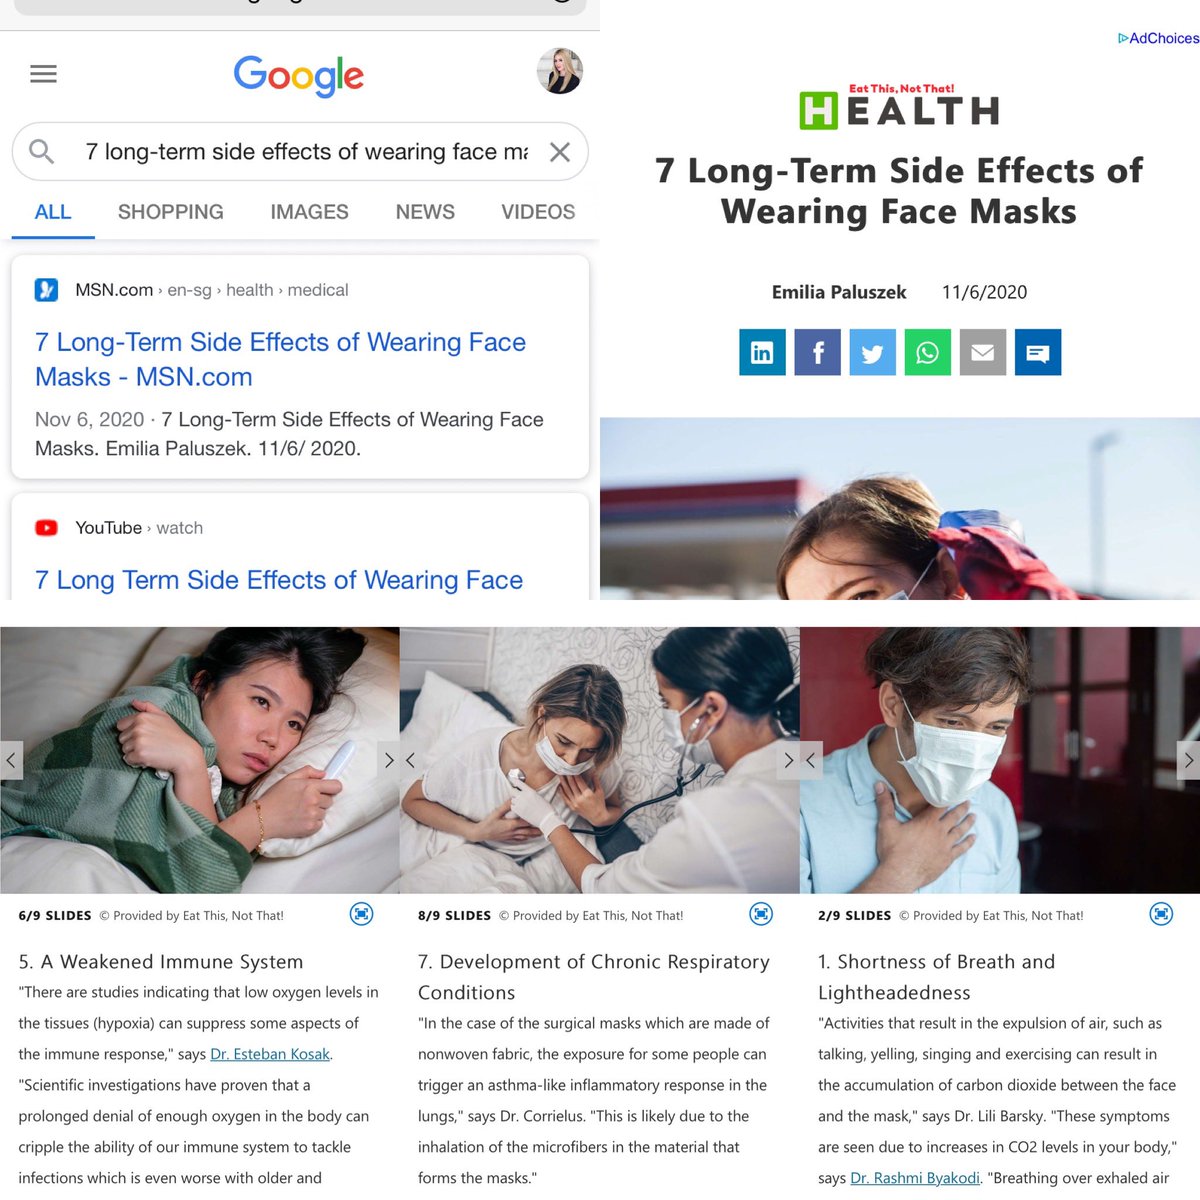 Google
7 long-term side effects of wearing face ma
ALL SHOPPING IMAGES NEWS VIDEOS
MSN.com › en-sg › health › medical
7 Long-Term Side Effects of Wearing Face
Masks - MSN.com
Nov 6, 2020 · 7 Long-Term Side Effects of Wearing Face
Masks. Emilia Paluszek. 11/6/ 2020.
YouTube › watch
7 Long Term Side Effects of Wearing Face
AdChoices
Eat This, Not That!
HEALTH
7 Long-Term Side Effects of
Wearing Face Masks
Emilia Paluszek 11/6/2020
6/9 SLIDES © Provided by Eat This, Not That!
5. A Weakened Immune System
"There are studies indicating that low oxygen levels in
the tissues (hypoxia) can suppress some aspects of
the immune response," says Dr. Esteban Kosak.
"Scientific investigations have proven that a
prolonged denial of enough oxygen in the body can
cripple the ability of our immune system to tackle
infections which is even worse with older and
8/9 SLIDES © Provided by Eat This, Not That!
7. Development of Chronic Respiratory
Conditions
"In the case of the surgical masks which are made of
nonwoven fabric, the exposure for some people can
trigger an asthma-like inflammatory response in the
lungs," says Dr. Corrielus. "This is likely due to the
inhalation of the microfibers in the material that
forms the masks."
2/9 SLIDES © Provided by Eat This, Not That!
1. Shortness of Breath and
Lightheadedness
"Activities that result in the expulsion of air, such as
talking, yelling, singing and exercising can result in
the accumulation of carbon dioxide between the face
and the mask," says Dr. Lili Barsky. "These symptoms
are seen due to increases in CO2 levels in your body,"
says Dr. Rashmi Byakodi. "Breathing over exhaled air